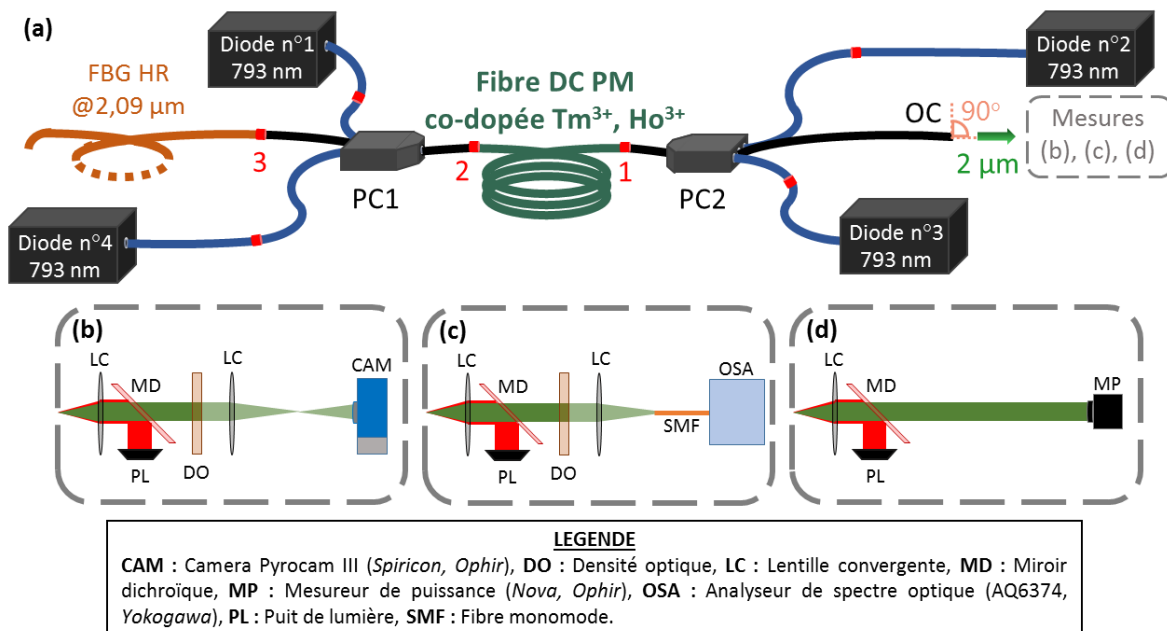 (a)
Diode n°1
793 nm
FBG HR
@2,09 µm
Fibre DC PM
co-dopée Tm³⁺, Ho³⁺
Diode n°2
793 nm
OC
90°
2 µm
Mesures
(b), (c), (d)
3
2
1
PC1
PC2
Diode n°4
793 nm
Diode n°3
793 nm
(b)
LC
MD
LC
CAM
PL
DO
(c)
LC
MD
LC
OSA
SMF
PL
DO
(d)
LC
MD
MP
PL
LEGENDE
CAM : Camera Pyrocam III (Spiricon, Ophir), DO : Densité optique, LC : Lentille convergente, MD : Miroir
dichroïque, MP : Mesureur de puissance (Nova, Ophir), OSA : Analyseur de spectre optique (AQ6374,
Yokogawa), PL : Puit de lumière, SMF : Fibre monomode.